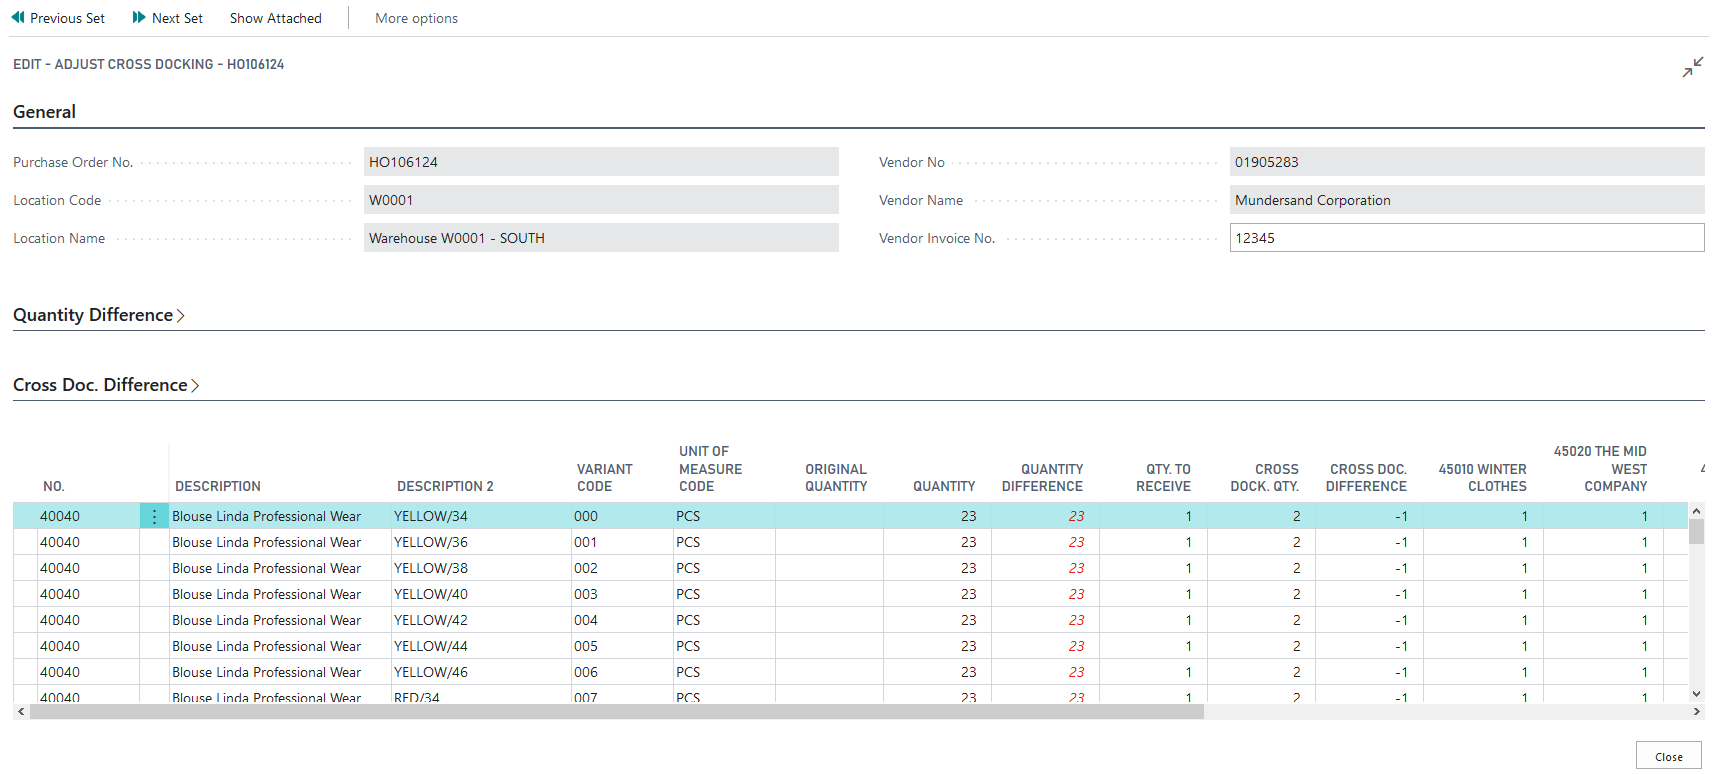 Previous Set Next Set Show Attached More options
EDIT - ADJUST CROSS DOCKING - HO106124
General
Purchase Order No. HO106124 Vendor No 01905283
Location Code W0001 Vendor Name Mundersand Corporation
Location Name Warehouse W0001 - SOUTH Vendor Invoice No. 12345
Quantity Difference
Cross Doc. Difference
NO. DESCRIPTION DESCRIPTION 2 VARIANT CODE UNIT OF MEASURE CODE ORIGINAL QUANTITY QUANTITY QUANTITY DIFFERENCE QTY. TO RECEIVE CROSS DOCK. QTY. CROSS DOC. DIFFERENCE 45010 WINTER CLOTHES 45020 THE MID WEST COMPANY
40040 Blouse Linda Professional Wear YELLOW/34 000 PCS 23 23 1 2 -1 1 1
40040 Blouse Linda Professional Wear YELLOW/36 001 PCS 23 23 1 2 -1 1 1
40040 Blouse Linda Professional Wear YELLOW/38 002 PCS 23 23 1 2 -1 1 1
40040 Blouse Linda Professional Wear YELLOW/40 003 PCS 23 23 1 2 -1 1 1
40040 Blouse Linda Professional Wear YELLOW/42 004 PCS 23 23 1 2 -1 1 1
40040 Blouse Linda Professional Wear YELLOW/44 005 PCS 23 23 1 2 -1 1 1
40040 Blouse Linda Professional Wear YELLOW/46 006 PCS 23 23 1 2 -1 1 1
40040 Blouse Linda Professional Wear RED/34 007 PCS 23 23 1 2 -1 1 1
Close